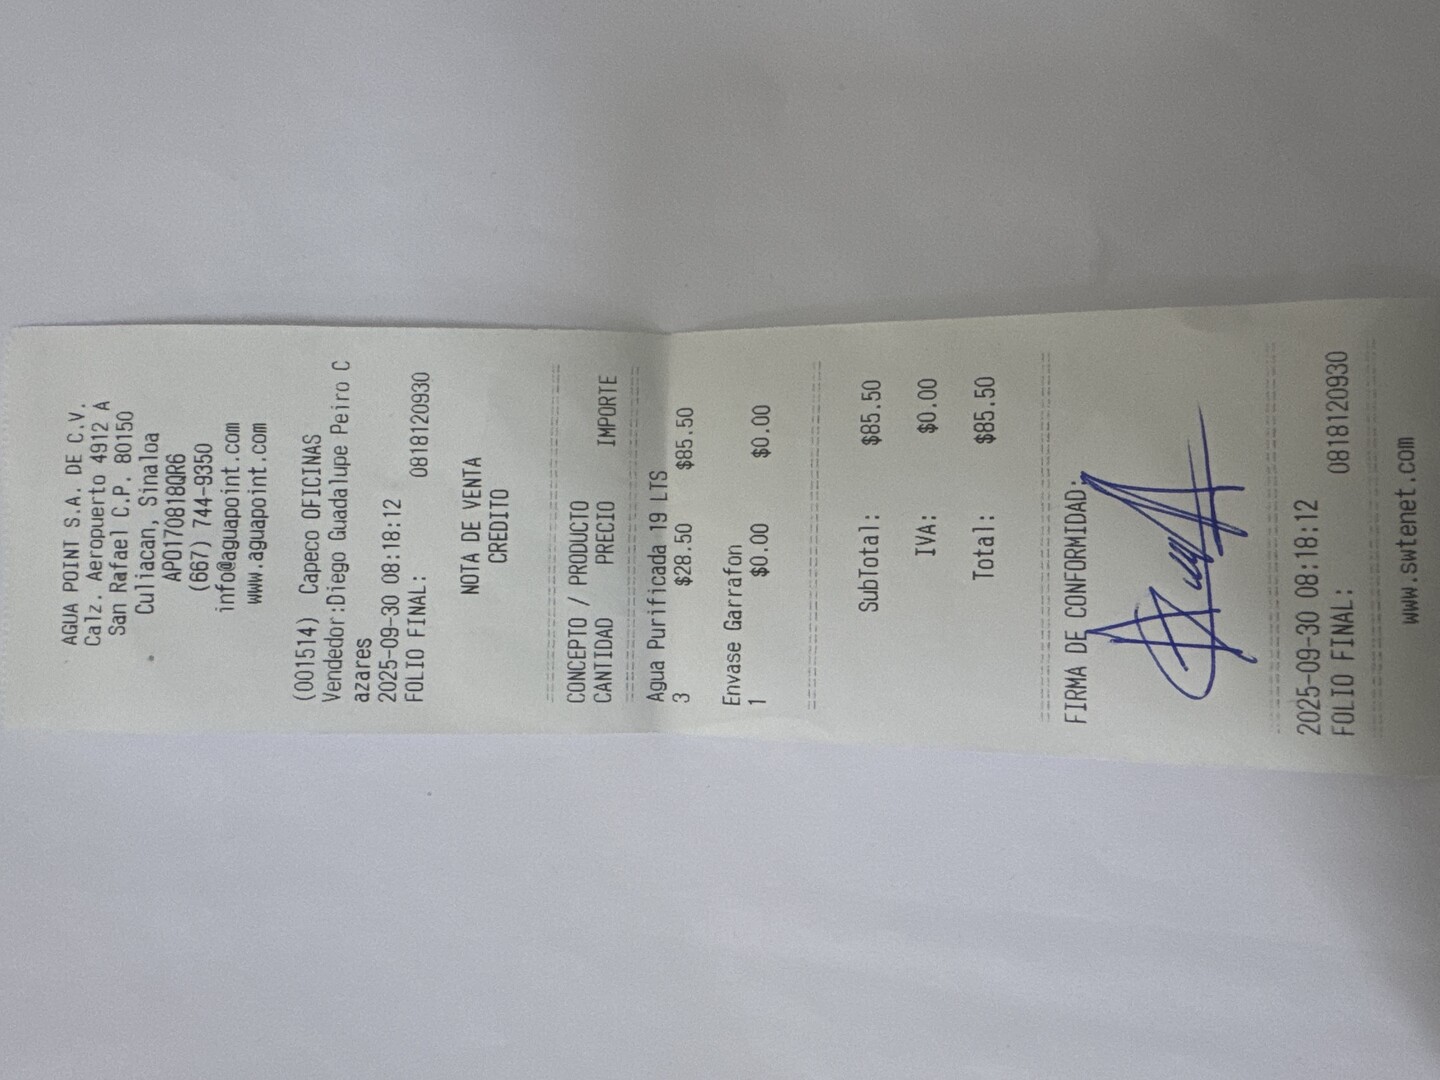 AGUA POINT S.A. DE C.V.
Calz. Aeropuerto 4912 A
San Rafael C.P. 80150
Culiacan, Sinaloa
APO170818QR6
(667) 744-9350
info@aguapoint.com
www.aguapoint.com
(001514) Capeco OFICINAS
Vendedor:Diego Guadalupe Peiro C
azares
2025-09-30 08:18:12
FOLIO FINAL: 0818120930
NOTA DE VENTA
CREDITO
CONCEPTO / PRODUCTO
CANTIDAD PRECIO IMPORTE
Agua Purificada 19 LTS
3 $28.50 $85.50
Envase Garrafon
1 $0.00 $0.00
SubTotal: $85.50
IVA: $0.00
Total: $85.50
FIRMA DE CONFORMIDAD.
2025-09-30 08:18:12
FOLIO FINAL: 0818120930
www.swtenet.com